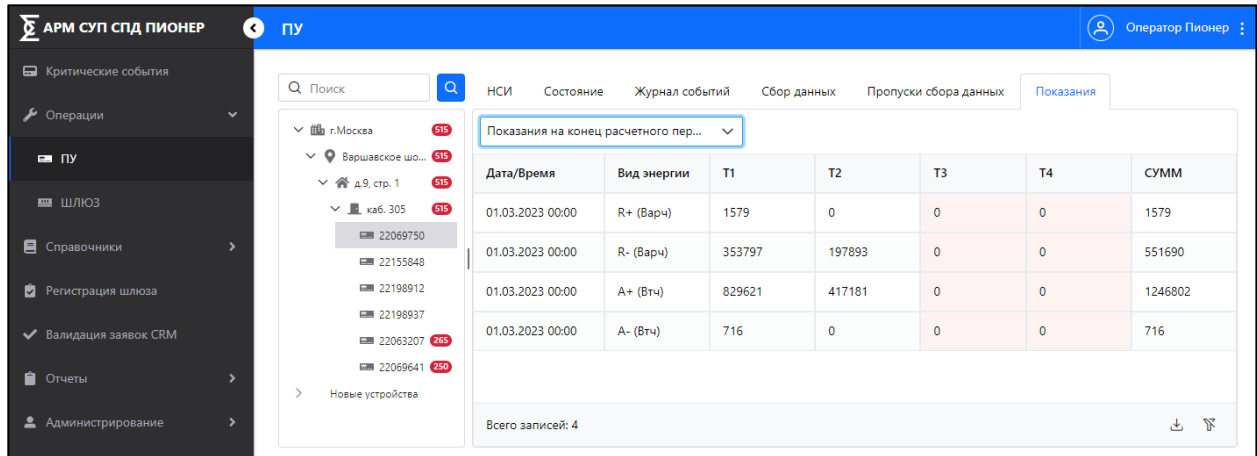 АРМ СУП СПД ПИОНЕР
ПУ
Оператор Пионер
Критические события
Операции
ПУ
ШЛЮЗ
Справочники
Регистрация шлюза
Валидация заявок CRM
Отчеты
Администрирование
Поиск
г.Москва 515
Варшавское шо... 515
д.9, стр. 1 515
каб. 305 515
22069750
22155848
22198912
22198937
22063207 265
22069641 250
Новые устройства
НСИ Состояние Журнал событий Сбор данных Пропуски сбора данных Показания
Показания на конец расчетного пер...
Дата/Время Вид энергии T1 T2 T3 T4 СУММ
01.03.2023 00:00 R+ (Варч) 1579 0 0 0 1579
01.03.2023 00:00 R- (Варч) 353797 197893 0 0 551690
01.03.2023 00:00 A+ (Втч) 829621 417181 0 0 1246802
01.03.2023 00:00 A- (Втч) 716 0 0 0 716
Всего записей: 4